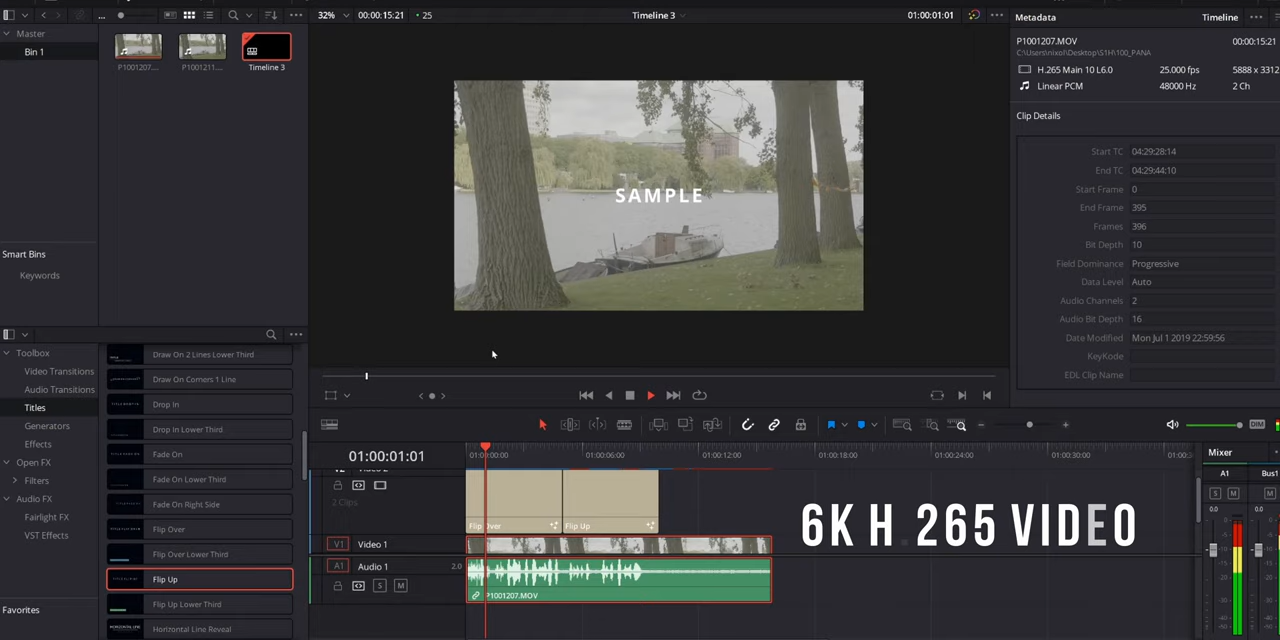 32%
00:00:15:21
25
Timeline 3
01:00:01:01
Metadata
Timeline
Master
Bin 1
P1001207....
P1001211....
Timeline 3
P1001207.MOV
00:00:15:21
C:\Users\nixol\Desktop\S1H\100_PANA
H.265 Main 10 L6.0
25.000 fps
5888 x 3312
Linear PCM
48000 Hz
2 Ch
Clip Details
Start TC 04:29:28:14
End TC 04:29:44:10
Start Frame 0
End Frame 395
Frames 396
Bit Depth 10
Field Dominance Progressive
Data Level Auto
Audio Channels 2
Audio Bit Depth 16
Date Modified Mon Jul 1 2019 22:59:56
KeyKode
EDL Clip Name
SAMPLE
Smart Bins
Keywords
Toolbox
Video Transitions
Audio Transitions
Titles
Generators
Effects
Open FX
Filters
Audio FX
Fairlight FX
VST Effects
Favorites
Draw On 2 Lines Lower Third
Draw On Corners 1 Line
Drop In
Drop In Lower Third
Fade On
Fade On Lower Third
Fade On Right Side
Flip Over
Flip Over Lower Third
Flip Up
Flip Up Lower Third
Horizontal Line Reveal
DIM
01:00:01:01
01:00:00:00
01:00:06:00
01:00:12:00
01:00:18:00
01:00:24:00
01:00:30:00
2 Clips
Flip Over
Flip Up
V1 Video 1
A1 Audio 1 2.0
S M
P1001207.MOV
6K H.265 VIDEO
Mixer
A1
Bus1
S M
S M
0.0
0.0